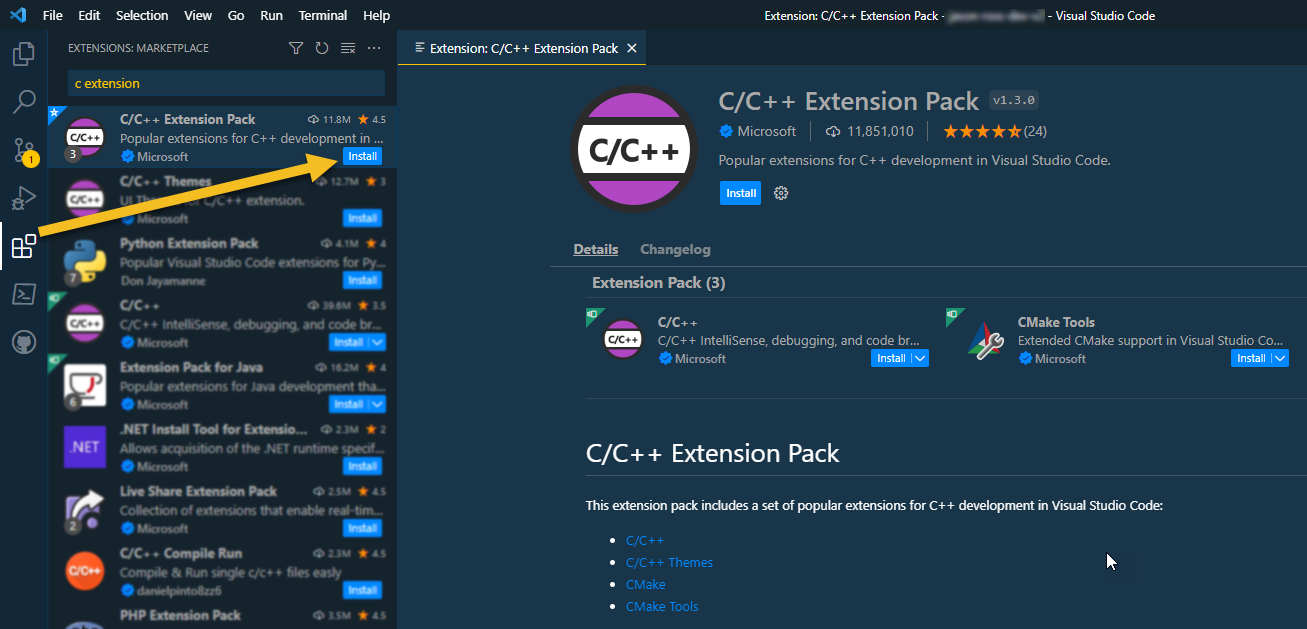 File Edit Selection View Go Run Terminal Help
Extension: C/C++ Extension Pack - - Visual Studio Code
EXTENSIONS: MARKETPLACE
c extension
C/C++ Extension Pack 11.8M 4.5
Popular extensions for C++ development in ...
3
Microsoft Install
C/C++ Themes 12.7M 3
UI Themes for C/C++ extension.
Microsoft Install
Python Extension Pack 4.1M 4
Popular Visual Studio Code extensions for Py...
7
Don Jayamanne Install
C/C++ 39.6M 3.5
C/C++ IntelliSense, debugging, and code br...
Microsoft Install
Extension Pack for Java 16.2M 4
Popular extensions for Java development tha...
6
Microsoft Install
.NET Install Tool for Extensio... 2.3M 2
Allows acquisition of the .NET runtime specif...
.NET
Microsoft Install
Live Share Extension Pack 2.5M 4.5
Collection of extensions that enable real-tim...
2
Microsoft Install
C/C++ Compile Run 2.3M 4.5
Compile & Run single c/c++ files easly
C/C++
danielpinto8zz6 Install
PHP Extension Pack 3.5M 4.5
1
Extension: C/C++ Extension Pack
C/C++
C/C++ Extension Pack v1.3.0
Microsoft 11,851,010 (24)
Popular extensions for C++ development in Visual Studio Code.
Install
Details Changelog
Extension Pack (3)
C/C++
C/C++
C/C++ IntelliSense, debugging, and code br...
Microsoft Install
CMake Tools
Extended CMake support in Visual Studio Co...
Microsoft Install
C/C++ Extension Pack
This extension pack includes a set of popular extensions for C++ development in Visual Studio Code:
C/C++
C/C++ Themes
CMake
CMake Tools